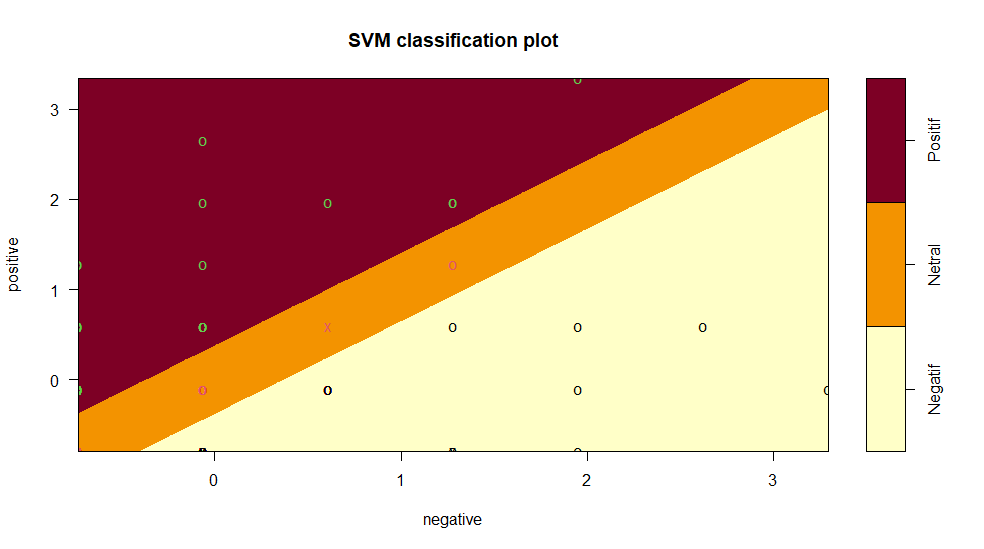 SVM classification plot
positive
3
2
1
0
0
1
2
3
negative
Positif
Netral
Negatif